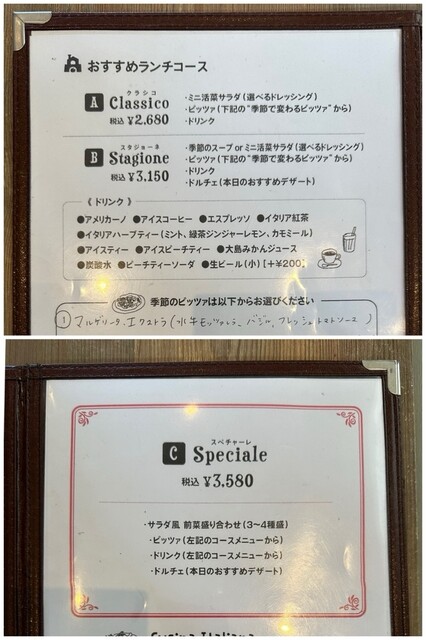 おすすめランチコース
クラシコ
A Classico
税込 ¥2,680
・ミニ活菜サラダ(選べるドレッシング)
・ピッツァ(下記の“季節で変わるピッツァ”から)
・ドリンク
スタジョーネ
B Stagione
税込 ¥3,150
・季節のスープ or ミニ活菜サラダ(選べるドレッシング)
・ピッツァ(下記の“季節で変わるピッツァ”から)
・ドリンク
・ドルチェ(本日のおすすめデザート)
《 ドリンク 》
●アメリカーノ ●アイスコーヒー ●エスプレッソ ●イタリア紅茶
●イタリアハーブティー(ミント、緑茶ジンジャーレモン、カモミール)
●アイスティー ●アイスピーチティー ●大島みかんジュース
●炭酸水 ●ピーチティーソーダ ●生ビール(小)[+¥200]
季節のピッツァは以下からお選びください
① マルゲリータ エクストラ(水牛モッツァレラ、バジル、フレッシュトマトソース )
スペチャーレ
C Speciale
税込 ¥3,580
・サラダ風 前菜盛り合わせ(3〜4種盛)
・ピッツァ(左記のコースメニューから)
・ドリンク(左記のコースメニューから)
・ドルチェ(本日のおすすめデザート)
Cucina Italiana